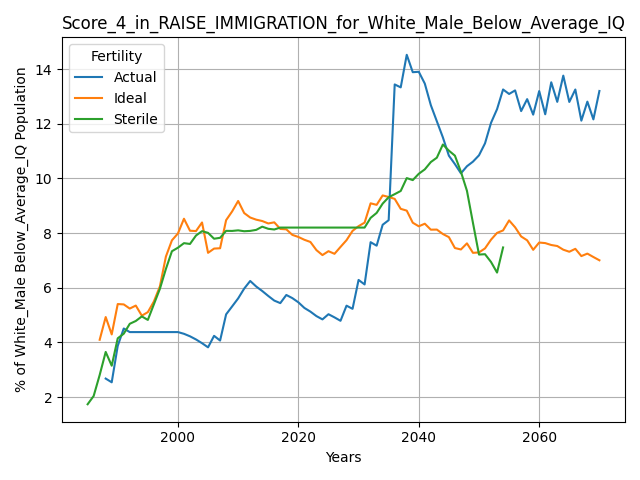 Score_4_in_RAISE_IMMIGRATION_for_White_Male_Below_Average_IQ
Fertility
Actual
Ideal
Sterile
% of White_Male Below_Average_IQ Population
14
12
10
8
6
4
2
2000 2020 2040 2060
Years